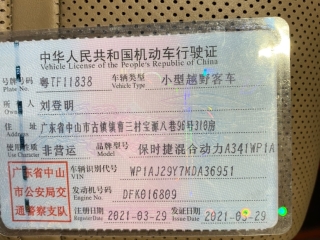 中华人民共和国机动车行驶证
Vehicle License of the People's Republic of China
号牌号码 粤TF11838 车辆类型 小型越野客车
Plate No. Vehicle Type
所有人 刘登明
Owner
住址 广东省中山市古镇镇曹三村宝源八巷96号310房
Address
使用性质 非营运 品牌型号 保时捷混合动力A341WP1A
Use Character Model
广东省中山
市公安局交
通警察支队
车辆识别代号 WP1AJ29Y7MDA36951
VIN
发动机号码 DFK016809
Engine No.
注册日期 2021-03-29 发证日期 2021-03-29
Register Date Issue Date